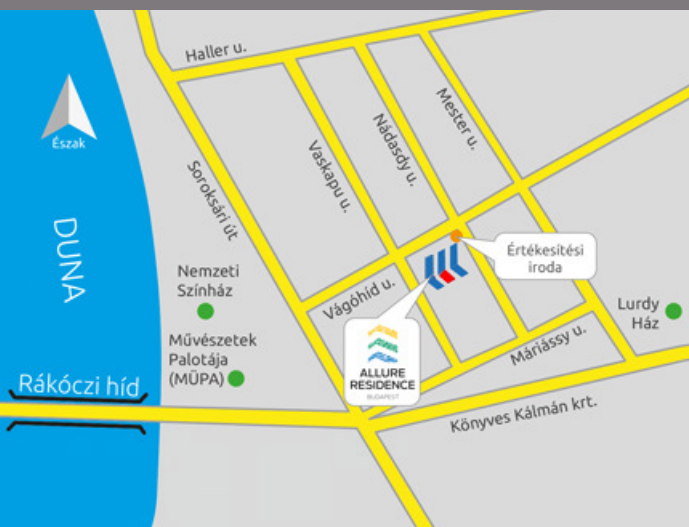 Haller u.
Észak
Mester u.
Nádasdy u.
Vaskapu u.
Soroksári út
DUNA
Értékesítési
iroda
Nemzeti
Színház
Vágóhíd u.
Lurdy
Ház
Művészetek
Palotája
(MÜPA)
Máriássy u.
ALLURE
RESIDENCE
BUDAPEST
Rákóczi híd
Könyves Kálmán krt.